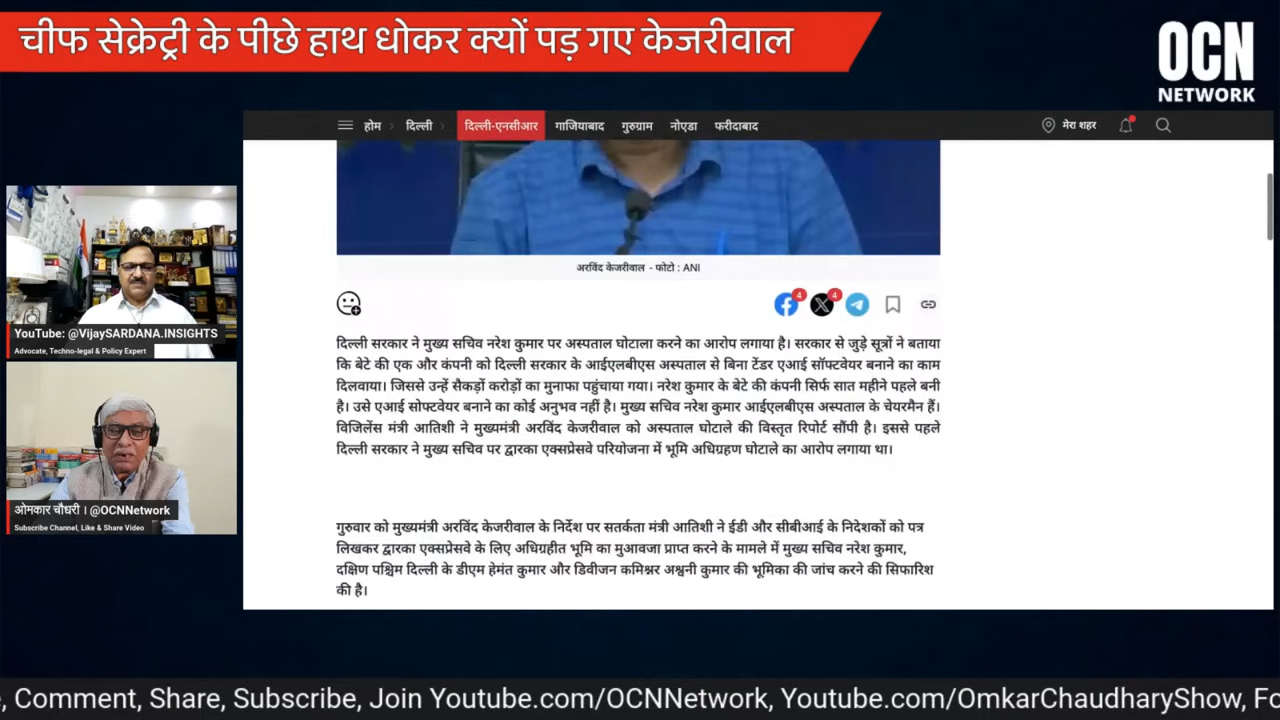 चीफ सेक्रेट्री के पीछे हाथ धोकर क्यों पड़ गए केजरीवाल
OCN
NETWORK
होम दिल्ली दिल्ली-एनसीआर गाजियाबाद गुरुग्राम नोएडा फरीदाबाद मेरा शहर
अरविंद केजरीवाल - फोटो : ANI
4 4
दिल्ली सरकार ने मुख्य सचिव नरेश कुमार पर अस्पताल घोटाला करने का आरोप लगाया है। सरकार से जुड़े सूत्रों ने बताया
कि बेटे की एक और कंपनी को दिल्ली सरकार के आईएलबीएस अस्पताल से बिना टेंडर एआई सॉफ्टवेयर बनाने का काम
दिलवाया। जिससे उन्हें सैकड़ों करोड़ों का मुनाफा पहुंचाया गया। नरेश कुमार के बेटे की कंपनी सिर्फ सात महीने पहले बनी
है। उसे एआई सोफ्टवेयर बनाने का कोई अनुभव नहीं है। मुख्य सचिव नरेश कुमार आईएलबीएस अस्पताल के चेयरमैन हैं।
विजिलेंस मंत्री आतिशी ने मुख्यमंत्री अरविंद केजरीवाल को अस्पताल घोटाले की विस्तृत रिपोर्ट सौंपी है। इससे पहले
दिल्ली सरकार ने मुख्य सचिव पर द्वारका एक्सप्रेसवे परियोजना में भूमि अधिग्रहण घोटाले का आरोप लगाया था।
गुरुवार को मुख्यमंत्री अरविंद केजरीवाल के निर्देश पर सतर्कता मंत्री आतिशी ने ईडी और सीबीआई के निदेशकों को पत्र
लिखकर द्वारका एक्सप्रेसवे के लिए अधिग्रहीत भूमि का मुआवजा प्राप्त करने के मामले में मुख्य सचिव नरेश कुमार,
दक्षिण पश्चिम दिल्ली के डीएम हेमंत कुमार और डिवीजन कमिश्नर अश्वनी कुमार की भूमिका की जांच करने की सिफारिश
की है।
YouTube: @VijaySARDANA.INSIGHTS
Advocate, Techno-legal & Policy Expert
ओमकार चौधरी । @OCNNetwork
Subscribe Channel, Like & Share Video
, Comment, Share, Subscribe, Join Youtube.com/OCNNetwork, Youtube.com/OmkarChaudharyShow, Fo